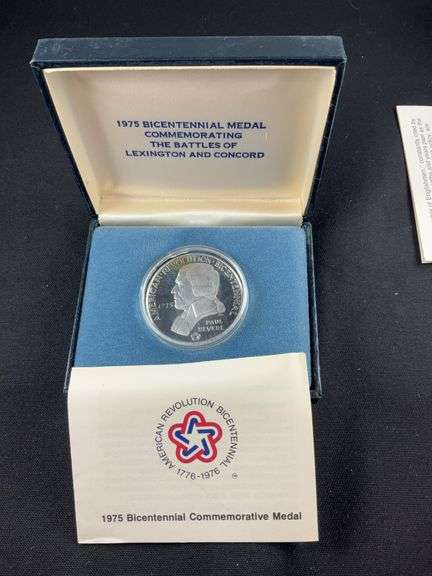 1975 BICENTENNIAL MEDAL
COMMEMORATING
THE BATTLES OF
LEXINGTON AND CONCORD
AMERICAN REVOLUTION BICENTENNIAL
1775
PAUL
REVERE
AMERICAN REVOLUTION BICENTENNIAL
1776-1976
1975 Bicentennial Commemorative Medal